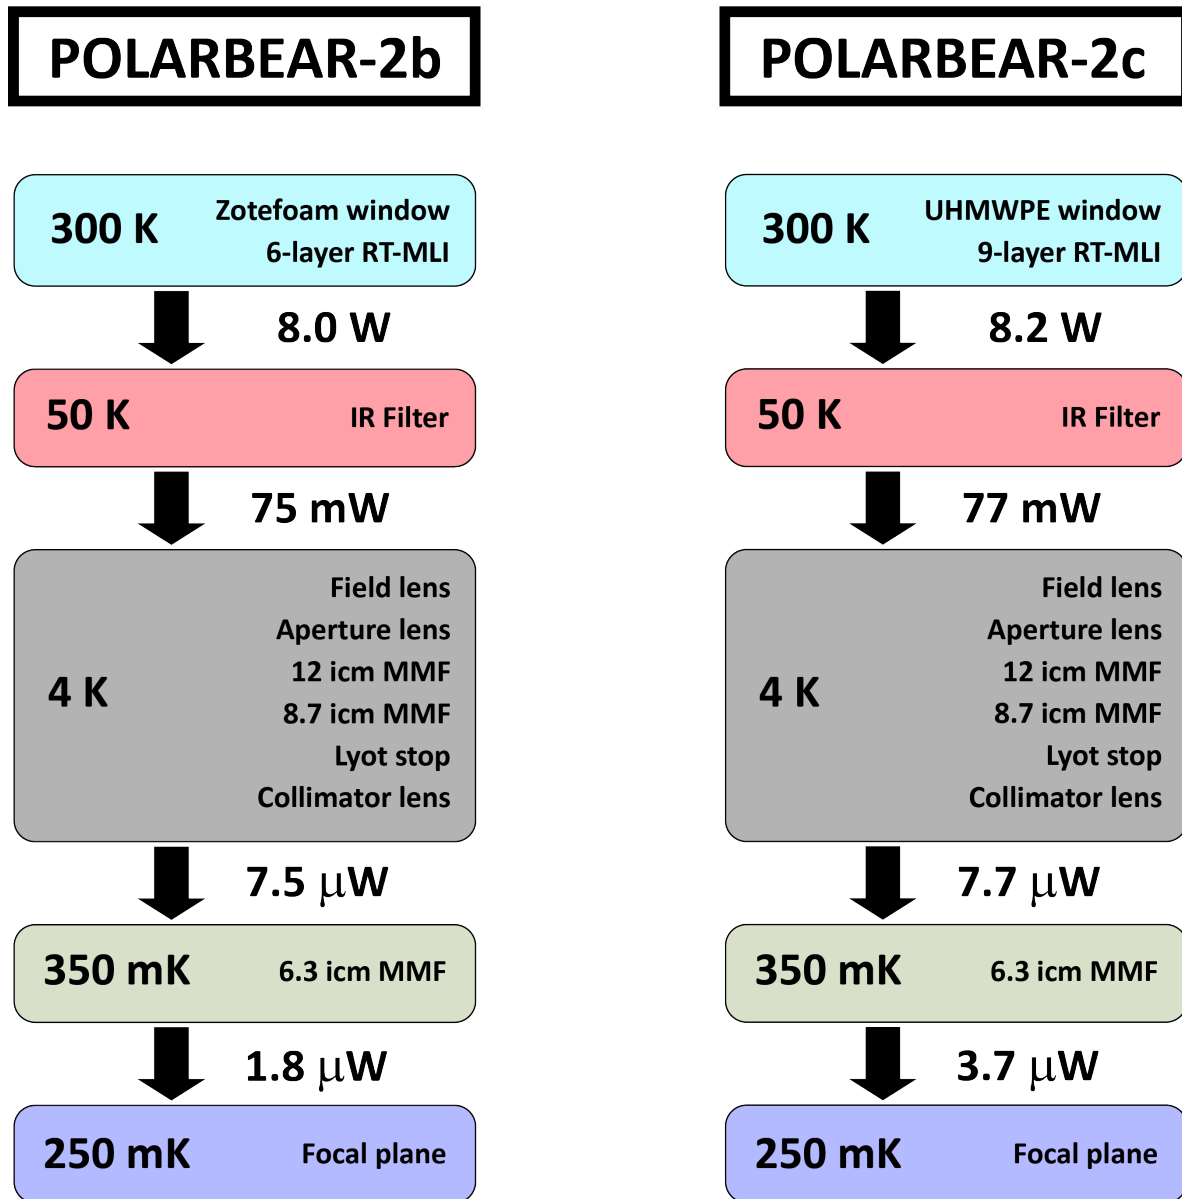 POLARBEAR-2b
300 K
Zotefoam window
6-layer RT-MLI
8.0 W
50 K
IR Filter
75 mW
4 K
Field lens
Aperture lens
12 icm MMF
8.7 icm MMF
Lyot stop
Collimator lens
7.5 μW
350 mK
6.3 icm MMF
1.8 μW
250 mK
Focal plane
POLARBEAR-2c
300 K
UHMWPE window
9-layer RT-MLI
8.2 W
50 K
IR Filter
77 mW
4 K
Field lens
Aperture lens
12 icm MMF
8.7 icm MMF
Lyot stop
Collimator lens
7.7 μW
350 mK
6.3 icm MMF
3.7 μW
250 mK
Focal plane